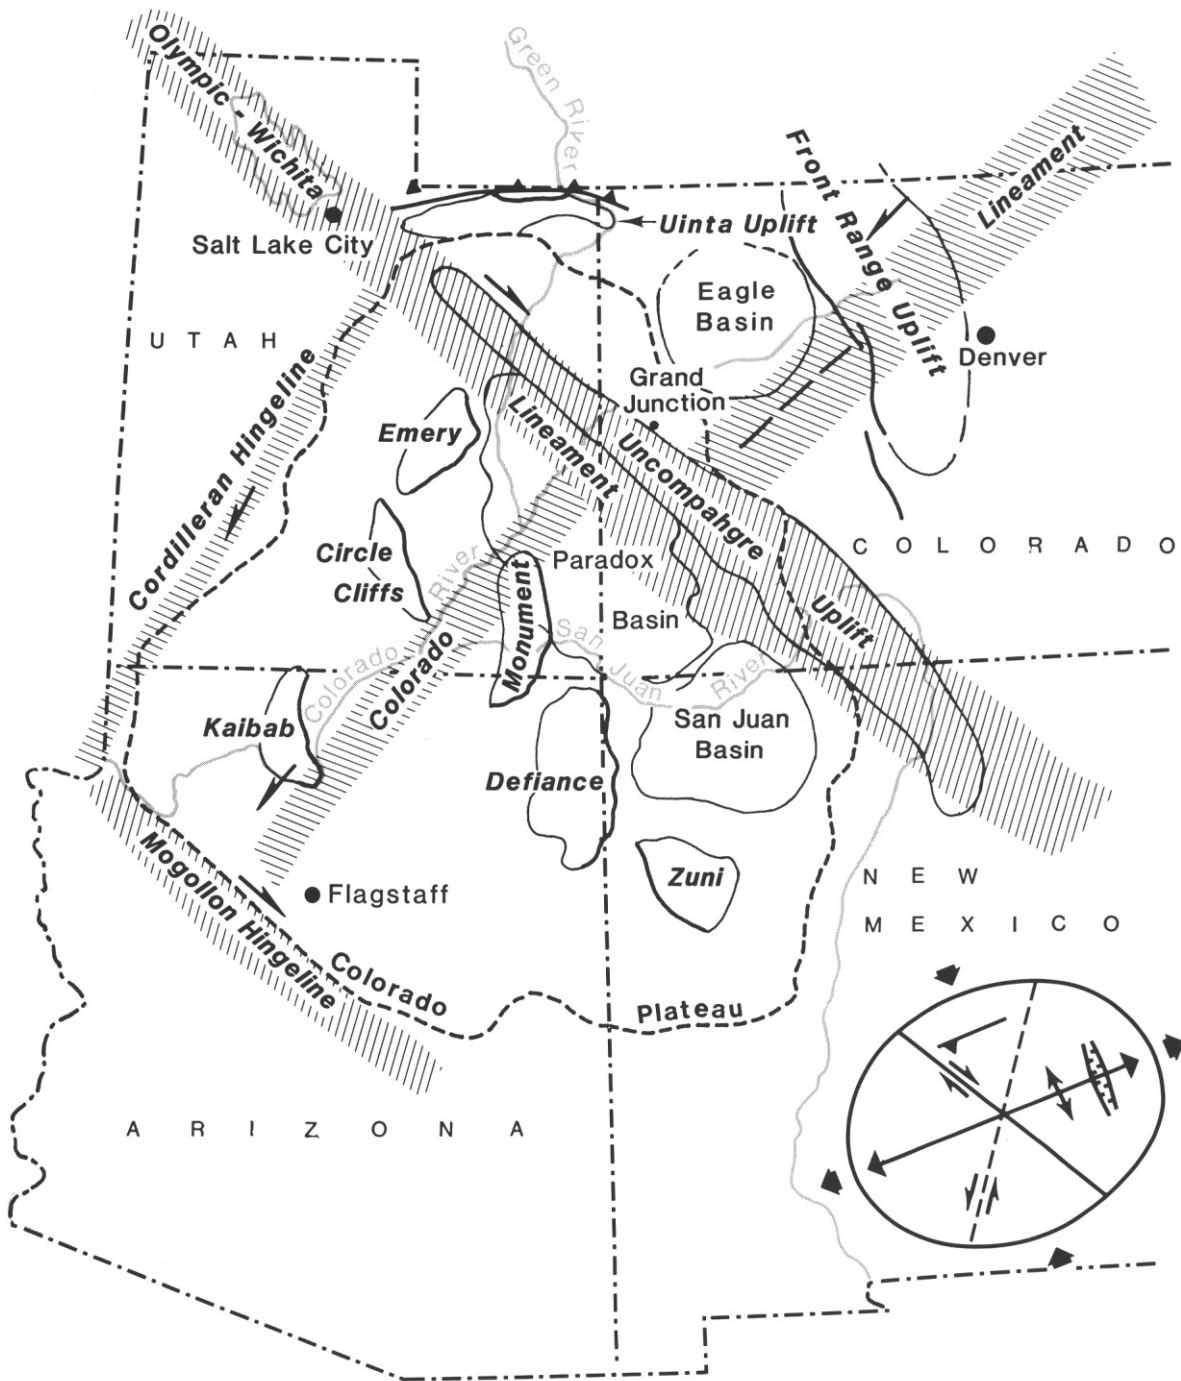 Olympic - Wichita
Green River
Front Range Uplift
Lineament
Salt Lake City
Uinta Uplift
Eagle
Basin
UTAH
Denver
Grand
Junction
Cordilleran Hingeline
Emery
Lineament
Uncompahgre
COLORADO
Circle
Cliffs
River
Paradox
Monument
Basin
Uplift
San Juan
River
Colorado
Colorado
Kaibab
San Juan
Basin
Defiance
Mogollon Hingeline
Zuni
NEW
MEXICO
Flagstaff
Colorado
Plateau
ARIZONA